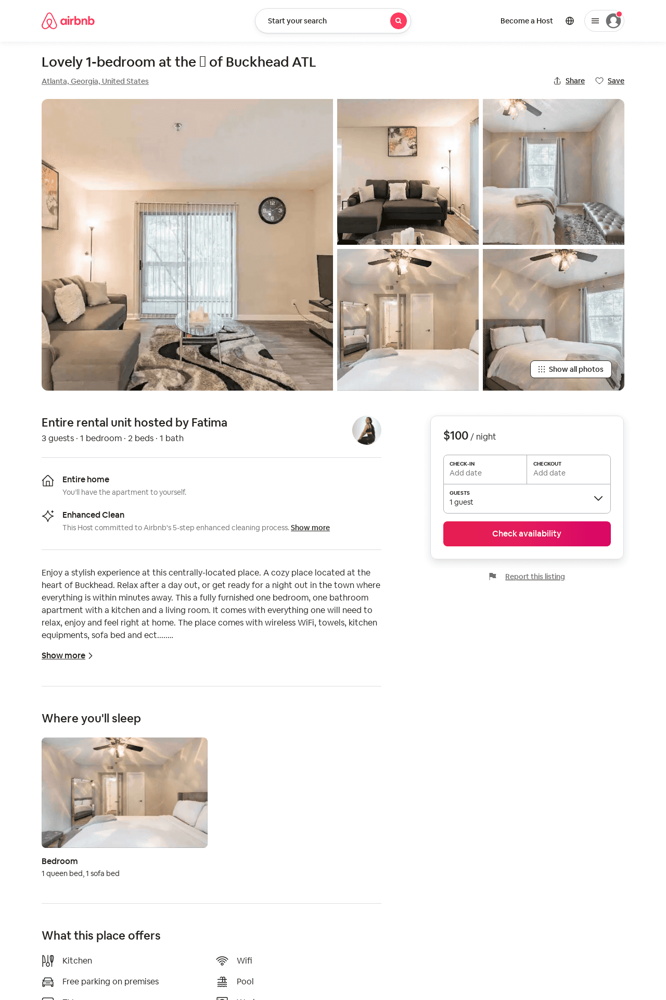 airbnb
Start your search
Become a Host
Lovely 1-bedroom at the of Buckhead ATL
Atlanta, Georgia, United States
Share
Save
12
Show all photos
Entire rental unit hosted by Fatima
3 guests · 1 bedroom · 2 beds · 1 bath
Entire home
You’ll have the apartment to yourself.
Enhanced Clean
This Host committed to Airbnb's 5-step enhanced cleaning process. Show more
Enjoy a stylish experience at this centrally-located place. A cozy place located at the
heart of Buckhead. Relax after a day out, or get ready for a night out in the town where
everything is within minutes away. This a fully furnished one bedroom, one bathroom
apartment with a kitchen and a living room. It comes with everything one will need to
relax, enjoy and feel right at home. The place comes with wireless WiFi, towels, kitchen
equipments, sofa bed and ect........
Show more
$100 / night
CHECK-IN
Add date
CHECKOUT
Add date
GUESTS
1 guest
Check availability
Report this listing
Where you'll sleep
Bedroom
1 queen bed, 1 sofa bed
What this place offers
Kitchen
Wifi
Free parking on premises
Pool